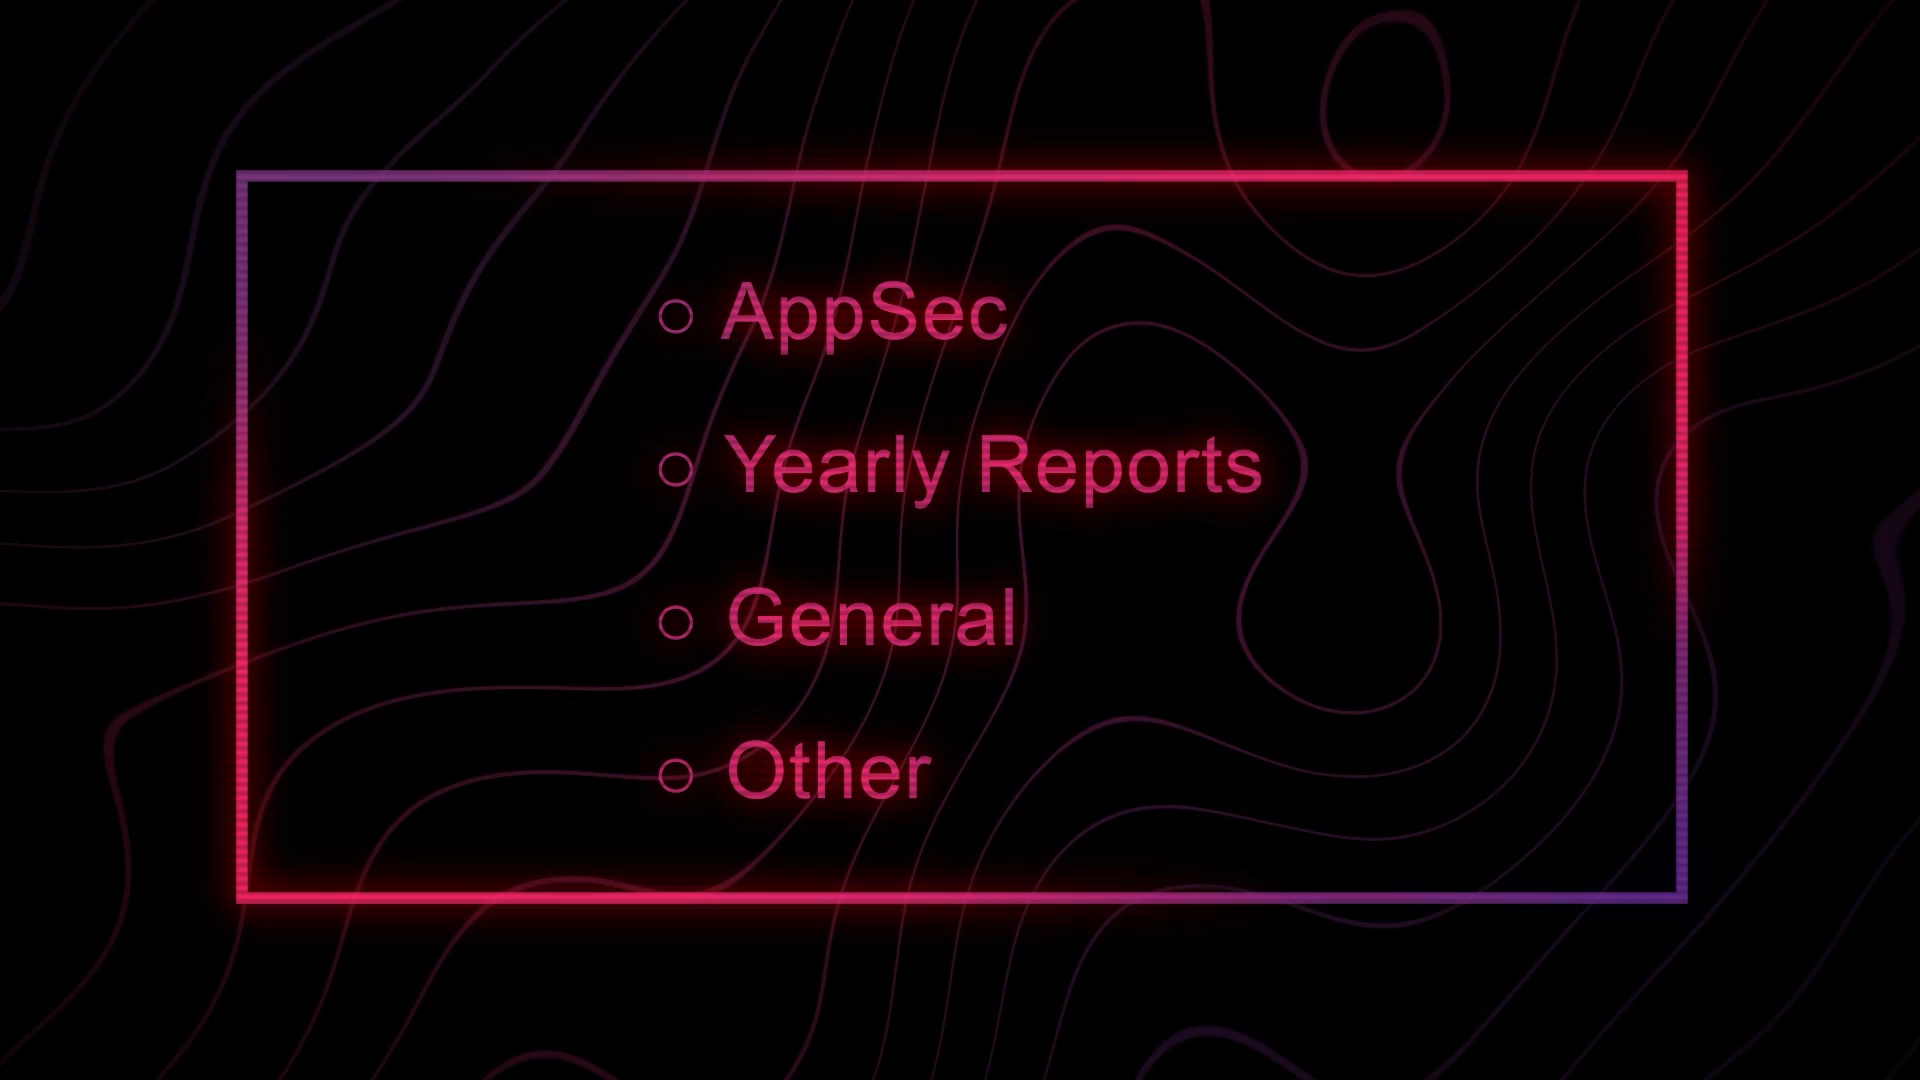 ○ AppSec
○ Yearly Reports
○ General
○ Other